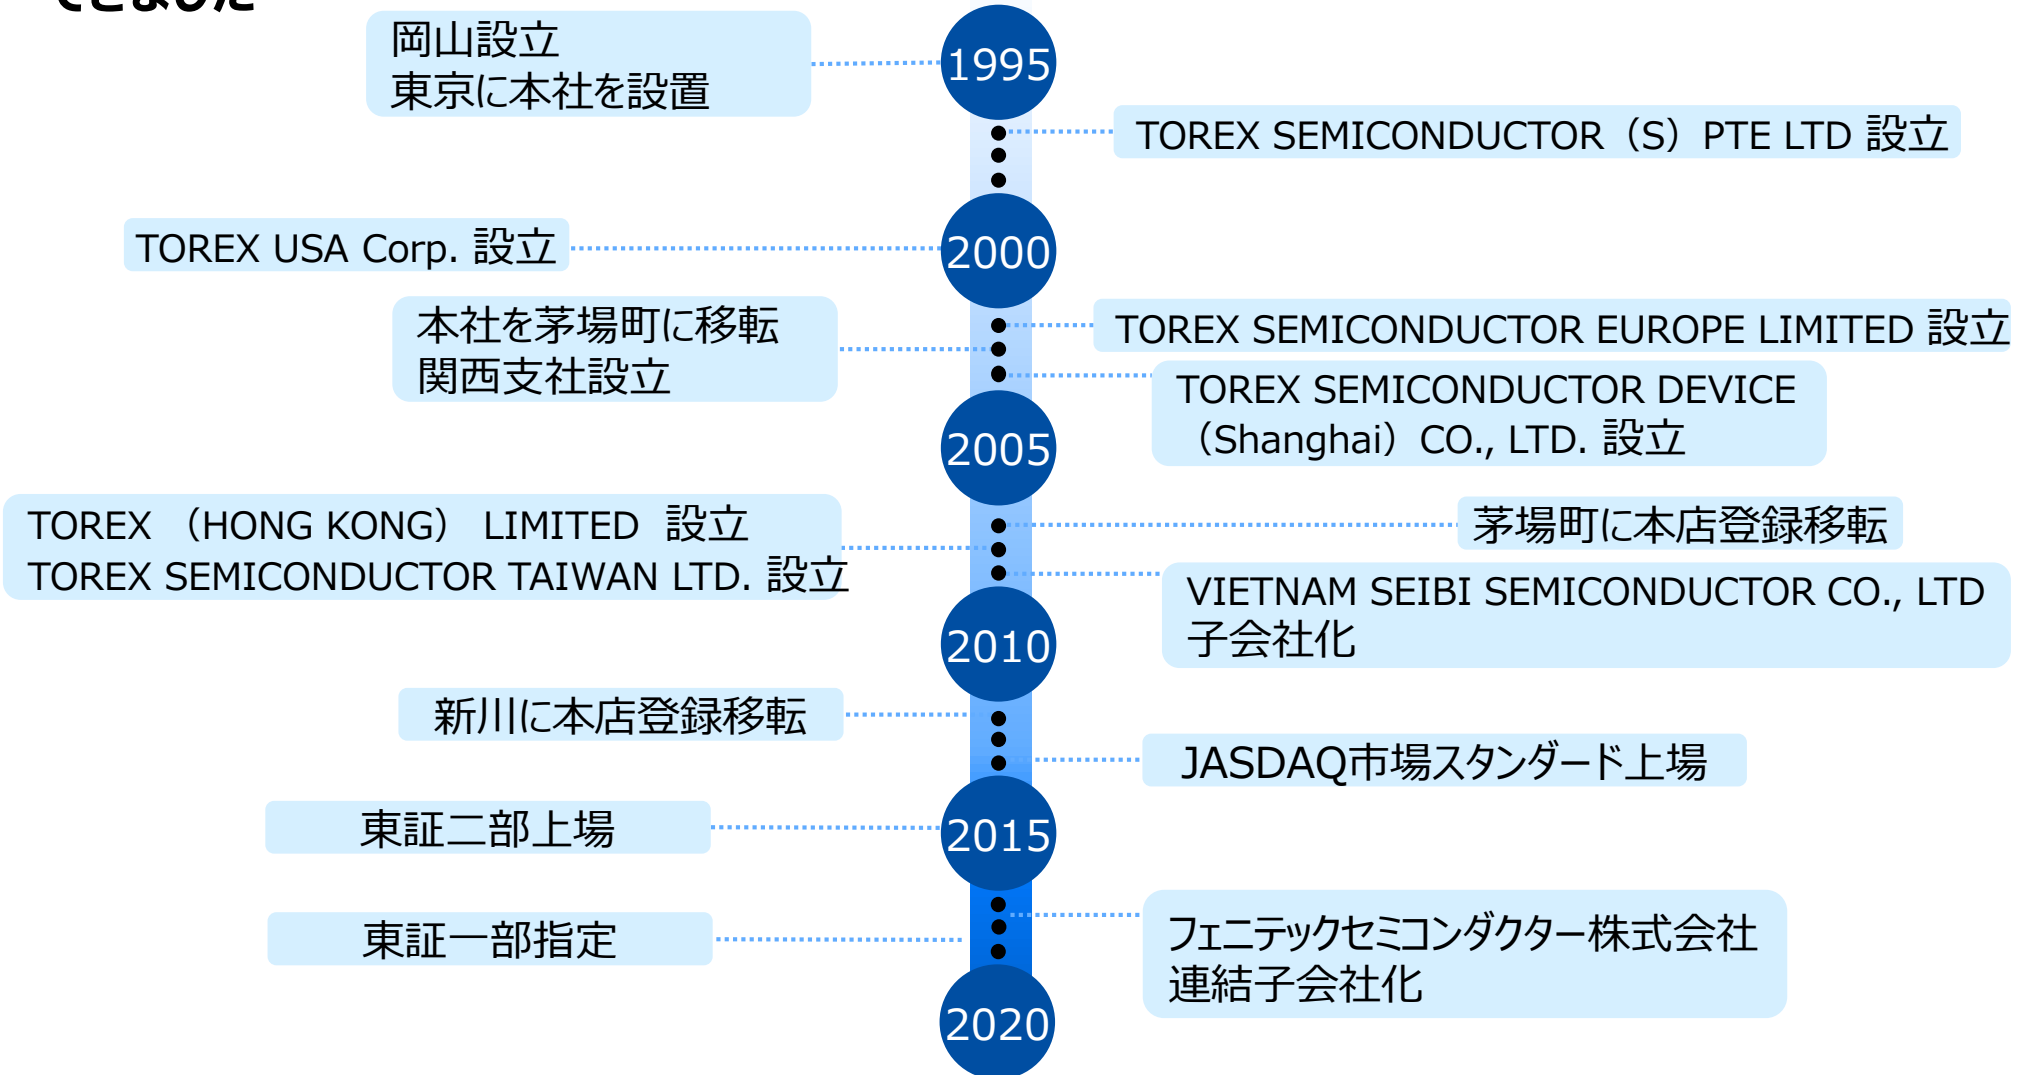 てきました
岡山設立
東京に本社を設置
1995
TOREX SEMICONDUCTOR（S）PTE LTD 設立
TOREX USA Corp. 設立
2000
本社を茅場町に移転
関西支社設立
TOREX SEMICONDUCTOR EUROPE LIMITED 設立
TOREX SEMICONDUCTOR DEVICE
（Shanghai）CO., LTD. 設立
2005
TOREX （HONG KONG） LIMITED 設立
TOREX SEMICONDUCTOR TAIWAN LTD. 設立
茅場町に本店登録移転
VIETNAM SEIBI SEMICONDUCTOR CO., LTD
子会社化
2010
新川に本店登録移転
JASDAQ市場スタンダード上場
2015
東証二部上場
東証一部指定
フェニテックセミコンダクター株式会社
連結子会社化
2020